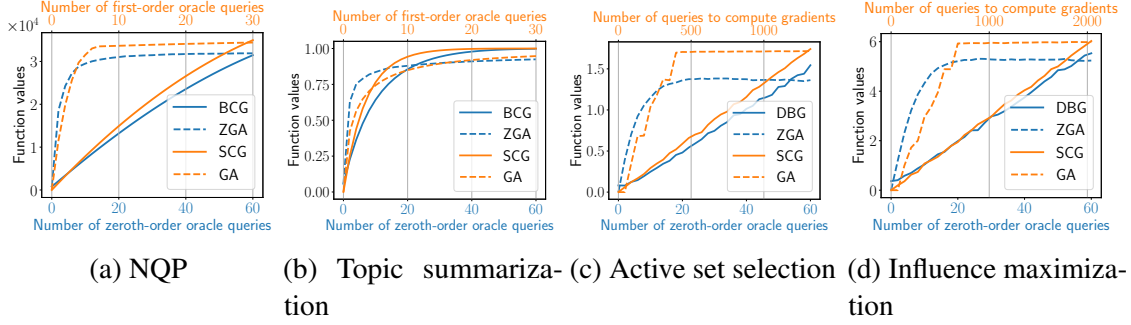 Number of first-order oracle queries
0 10 20 30
×10⁴
Function values
3
2
1
0
BCG
ZGA
SCG
GA
0 20 40 60
Number of zeroth-order oracle queries
(a) NQP
Number of first-order oracle queries
0 10 20 30
Function values
1.00
0.75
0.50
0.25
0.00
BCG
ZGA
SCG
GA
0 20 40 60
Number of zeroth-order oracle queries
(b) Topic summariza-
tion
Number of queries to compute gradients
0 500 1000
Function values
1.5
1.0
0.5
0.0
DBG
ZGA
SCG
GA
0 20 40 60
Number of zeroth-order oracle queries
(c) Active set selection
Number of queries to compute gradients
0 1000 2000
Function values
6
4
2
0
DBG
ZGA
SCG
GA
0 20 40 60
Number of zeroth-order oracle queries
(d) Influence maximiza-
tion